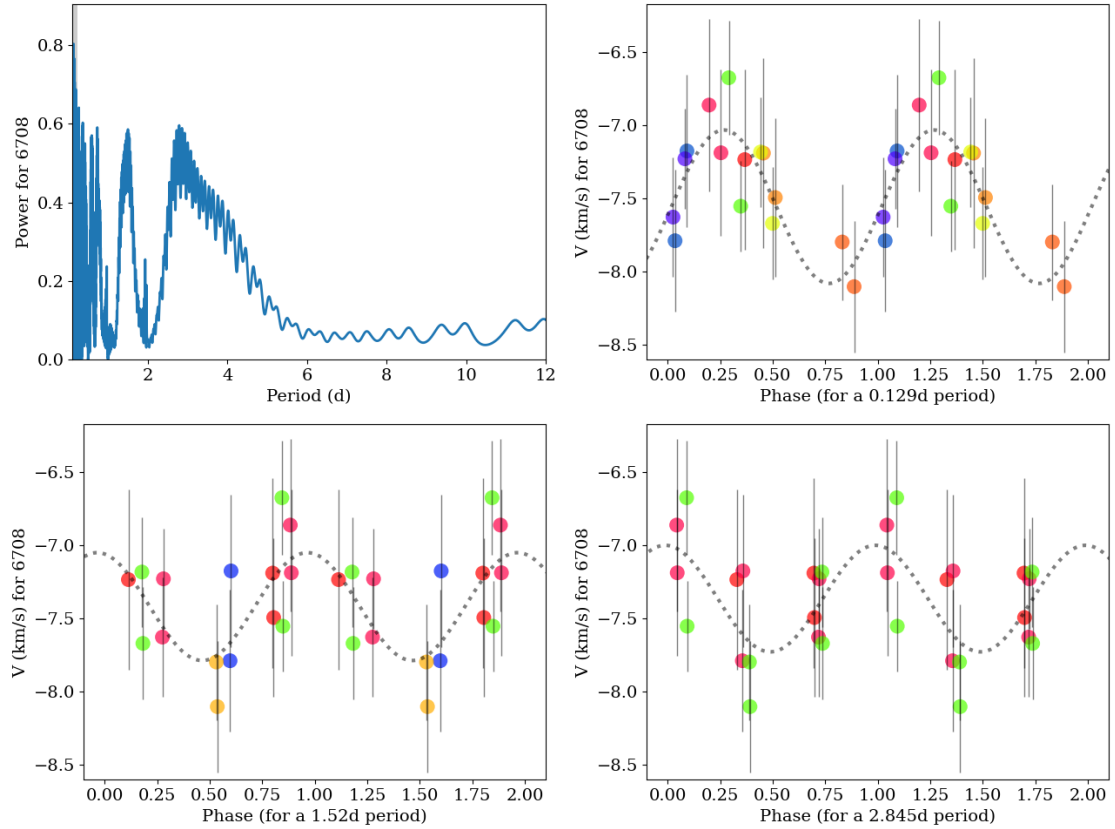 Power for 6708
0.8
0.6
0.4
0.2
0.0
2
4
6
8
10
12
Period (d)
V (km/s) for 6708
−6.5
−7.0
−7.5
−8.0
−8.5
0.00 0.25 0.50 0.75 1.00 1.25 1.50 1.75 2.00
Phase (for a 0.129d period)
V (km/s) for 6708
−6.5
−7.0
−7.5
−8.0
−8.5
0.00 0.25 0.50 0.75 1.00 1.25 1.50 1.75 2.00
Phase (for a 1.52d period)
V (km/s) for 6708
−6.5
−7.0
−7.5
−8.0
−8.5
0.00 0.25 0.50 0.75 1.00 1.25 1.50 1.75 2.00
Phase (for a 2.845d period)